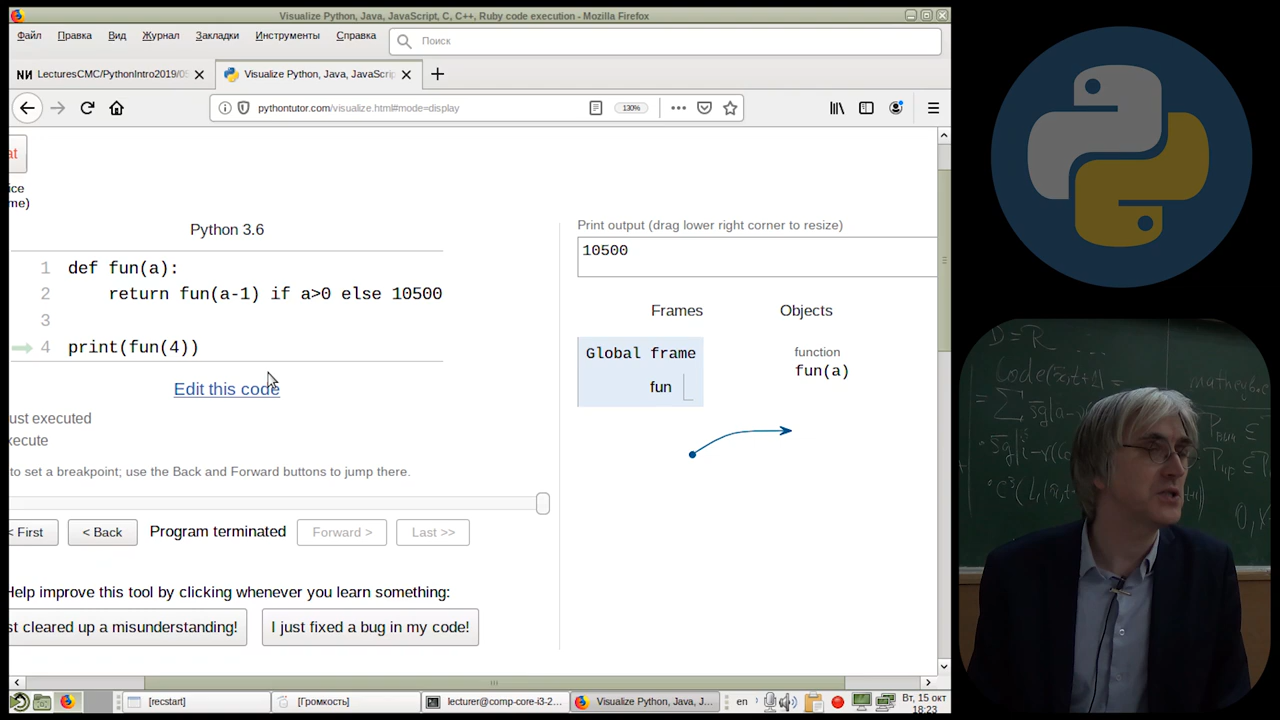 Visualize Python, Java, JavaScript, C, C++, Ruby code execution - Mozilla Firefox
Файл Правка Вид Журнал Закладки Инструменты Справка Поиск
LecturesCMC/PythonIntro2019/05 Visualize Python, Java, JavaScrip
pythontutor.com/visualize.html#mode=display 130%
at
ice
me)
Python 3.6
1 def fun(a):
2 return fun(a-1) if a>0 else 10500
3
4 print(fun(4))
Edit this code
ust executed
xecute
to set a breakpoint; use the Back and Forward buttons to jump there.
< First < Back Program terminated Forward > Last >>
Help improve this tool by clicking whenever you learn something:
st cleared up a misunderstanding! I just fixed a bug in my code!
Print output (drag lower right corner to resize)
10500
Frames Objects
Global frame
fun
function
fun(a)
[recstart] [Громкость] lecturer@comp-core-i3-2... Visualize Python, Java, J... en Вт, 15 окт
18:23